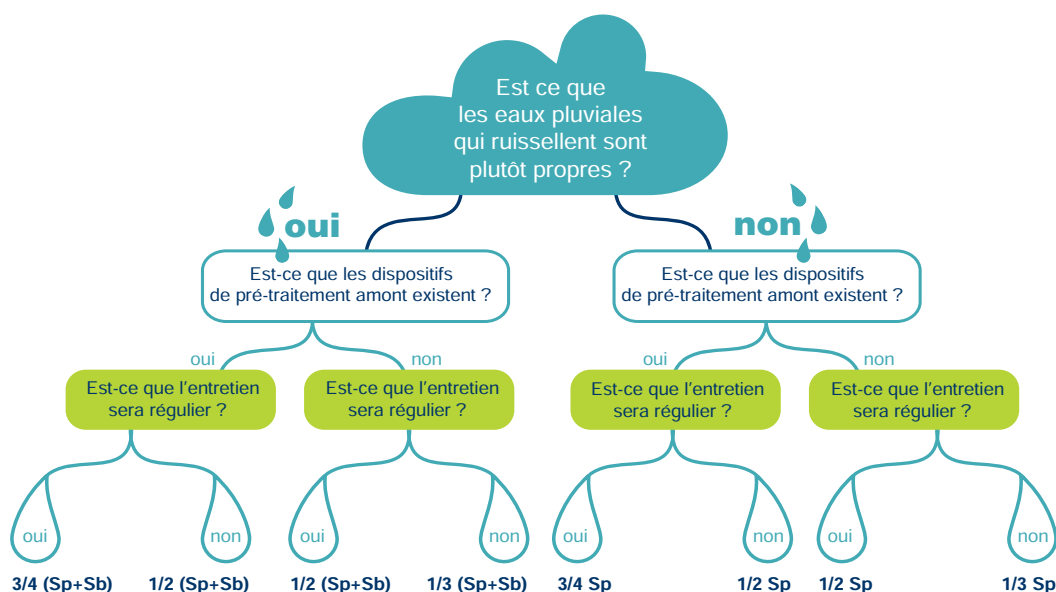 Est ce que
les eaux pluviales
qui ruissellent sont
plutôt propres ?
oui
non
Est-ce que les dispositifs
de pré-traitement amont existent ?
Est-ce que les dispositifs
de pré-traitement amont existent ?
oui
non
oui
non
Est-ce que l'entretien
sera régulier ?
Est-ce que l'entretien
sera régulier ?
Est-ce que l'entretien
sera régulier ?
Est-ce que l'entretien
sera régulier ?
oui
non
oui
non
oui
non
oui
non
3/4 (Sp+Sb)
1/2 (Sp+Sb)
1/2 (Sp+Sb)
1/3 (Sp+Sb)
3/4 Sp
1/2 Sp
1/2 Sp
1/3 Sp